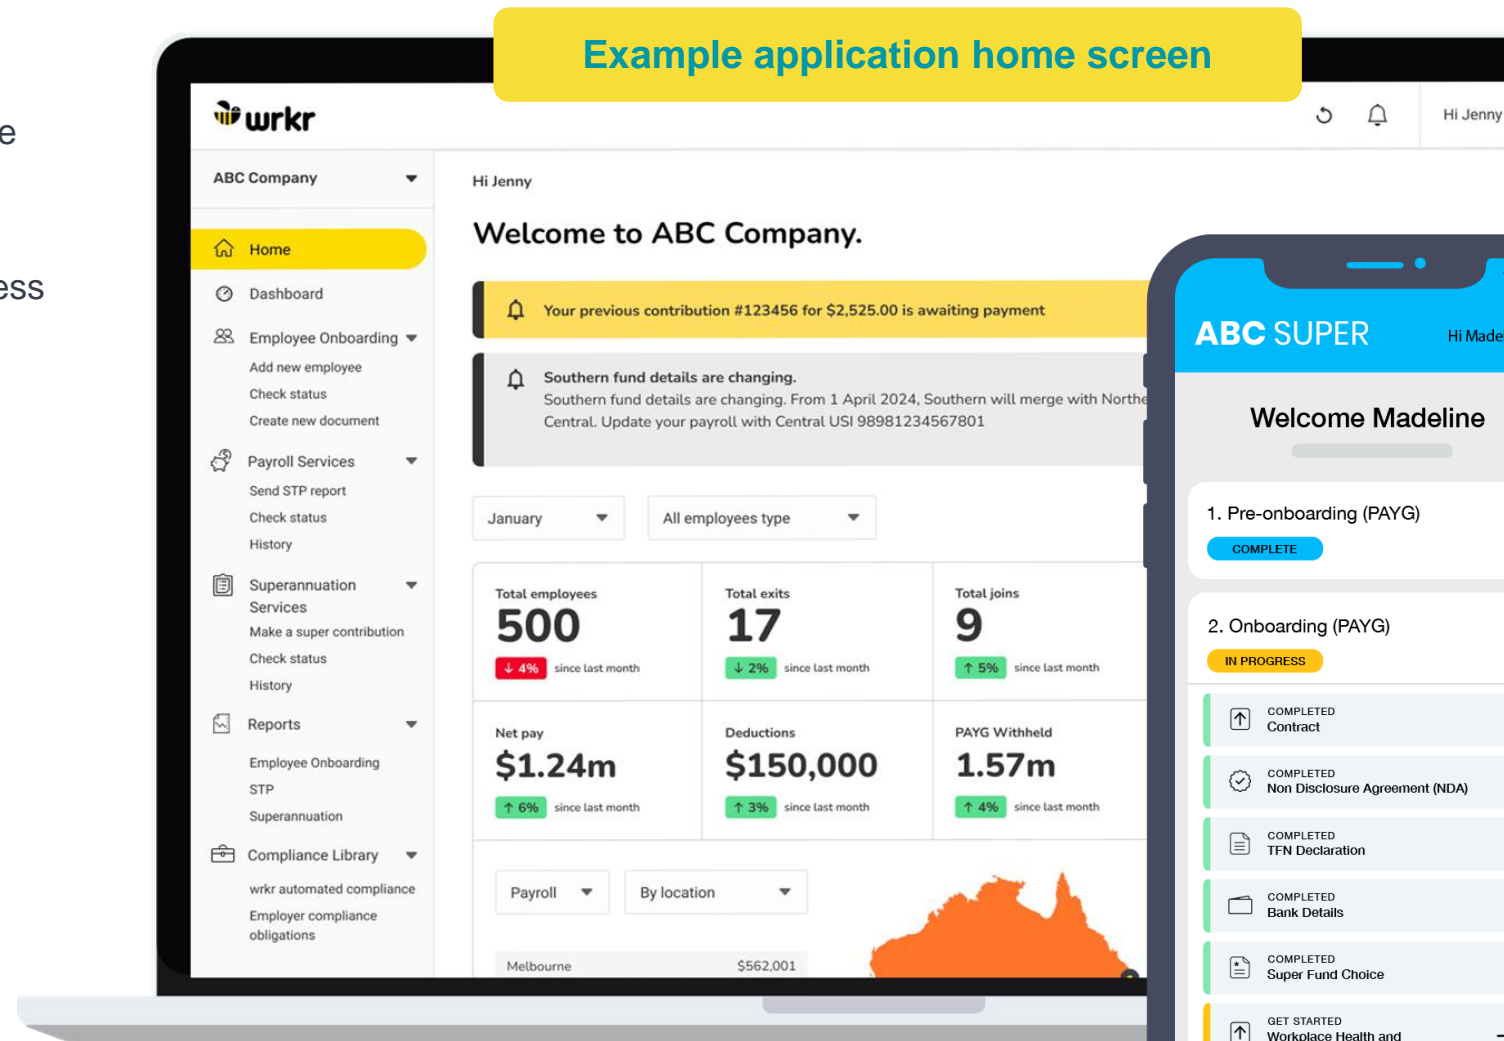 Example application home screen
wrkr
Hi Jenny
ABC Company
Home
Dashboard
Employee Onboarding
Add new employee
Check status
Create new document
Payroll Services
Send STP report
Check status
History
Superannuation
Services
Make a super contribution
Check status
History
Reports
Employee Onboarding
STP
Superannuation
Compliance Library
wrkr automated compliance
Employer compliance
obligations
Hi Jenny
Welcome to ABC Company.
Your previous contribution #123456 for $2,525.00 is awaiting payment
Southern fund details are changing.
Southern fund details are changing. From 1 April 2024, Southern will merge with
Central. Update your payroll with Central USI 98981234567801
January
All employees type
Total employees
500
↓ 4% since last month
Total exits
17
↓ 2% since last month
Total joins
9
↑ 5% since last month
Net pay
$1.24m
↑ 6% since last month
Deductions
$150,000
↑ 3% since last month
PAYG Withheld
1.57m
↑ 4% since last month
Payroll
By location
Melbourne $562,001
ABC SUPER
Hi
Welcome Madeline
1. Pre-onboarding (PAYG)
COMPLETE
2. Onboarding (PAYG)
IN PROGRESS
COMPLETED
Contract
COMPLETED
Non Disclosure Agreement (NDA)
COMPLETED
TFN Declaration
COMPLETED
Bank Details
COMPLETED
Super Fund Choice
GET STARTED
Workplace Health and